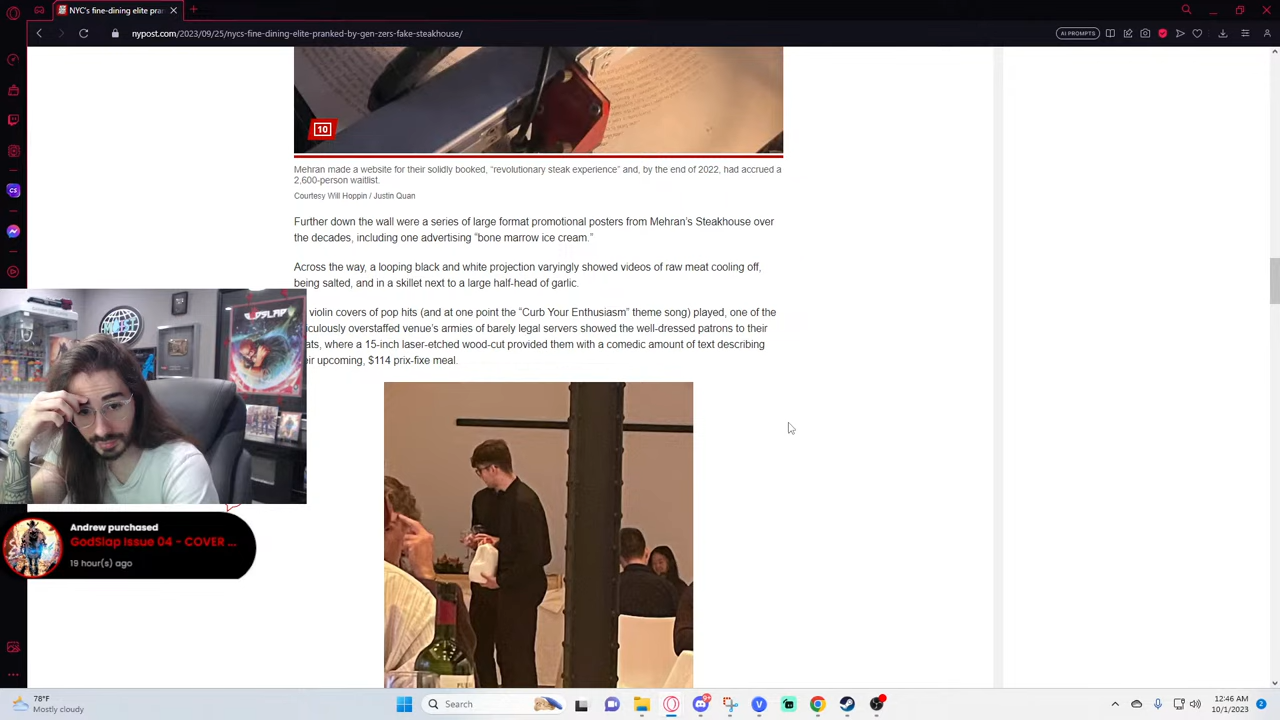 NYC's fine-dining elite pran
nypost.com/2023/09/25/nycs-fine-dining-elite-pranked-by-gen-zers-fake-steakhouse/
AI PROMPTS
10
Mehran made a website for their solidly booked, “revolutionary steak experience” and, by the end of 2022, had accrued a
2,600-person waitlist.
Courtesy Will Hoppin / Justin Quan
Further down the wall were a series of large format promotional posters from Mehran’s Steakhouse over
the decades, including one advertising “bone marrow ice cream.”
Across the way, a looping black and white projection varyingly showed videos of raw meat cooling off,
being salted, and in a skillet next to a large half-head of garlic.
violin covers of pop hits (and at one point the “Curb Your Enthusiasm” theme song) played, one of the
iculously overstaffed venue’s armies of barely legal servers showed the well-dressed patrons to their
ats, where a 15-inch laser-etched wood-cut provided them with a comedic amount of text describing
ir upcoming, $114 prix-fixe meal.
GODSLAP
Andrew purchased
GodSlap Issue 04 - COVER ...
19 hour(s) ago
78°F
Mostly cloudy
Search
12:46 AM
10/1/2023